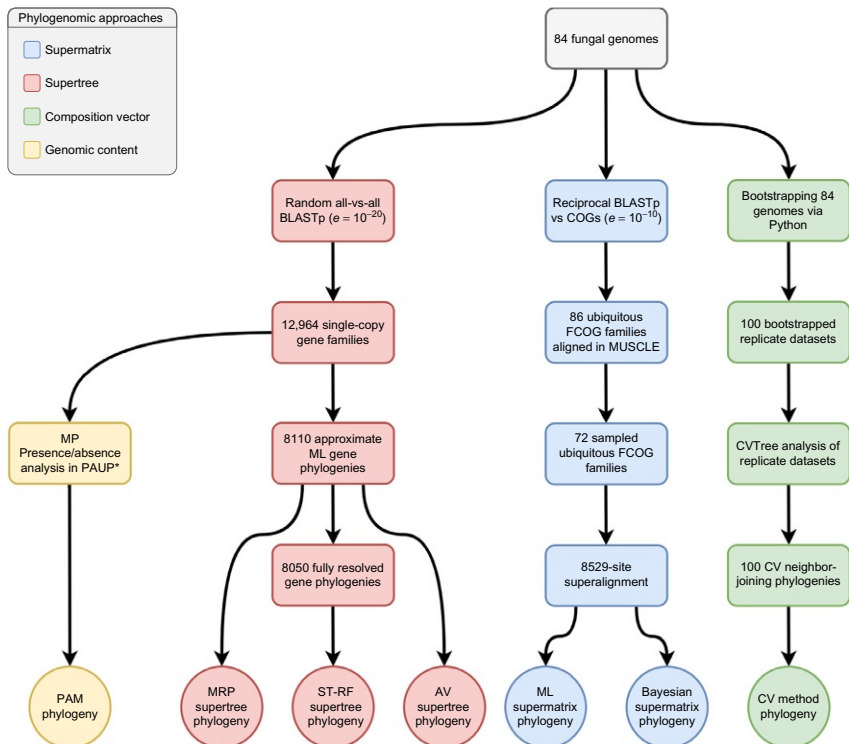 Phylogenomic approaches
Supermatrix
Supertree
Composition vector
Genomic content
84 fungal genomes
Random all-vs-all
BLASTp (e = 10⁻²⁰)
Reciprocal BLASTp
vs COGs (e = 10⁻¹⁰)
Bootstrapping 84
genomes via
Python
12,964 single-copy
gene families
86 ubiquitous
FCOG families
aligned in MUSCLE
100 bootstrapped
replicate datasets
MP
Presence/absence
analysis in PAUP*
8110 approximate
ML gene
phylogenies
72 sampled
ubiquitous FCOG
families
CVTree analysis of
replicate datasets
8050 fully resolved
gene phylogenies
8529-site
superalignment
100 CV neighbor-
joining phylogenies
PAM
phylogeny
MRP
supertree
phylogeny
ST-RF
supertree
phylogeny
AV
supertree
phylogeny
ML
supermatrix
phylogeny
Bayesian
supermatrix
phylogeny
CV method
phylogeny